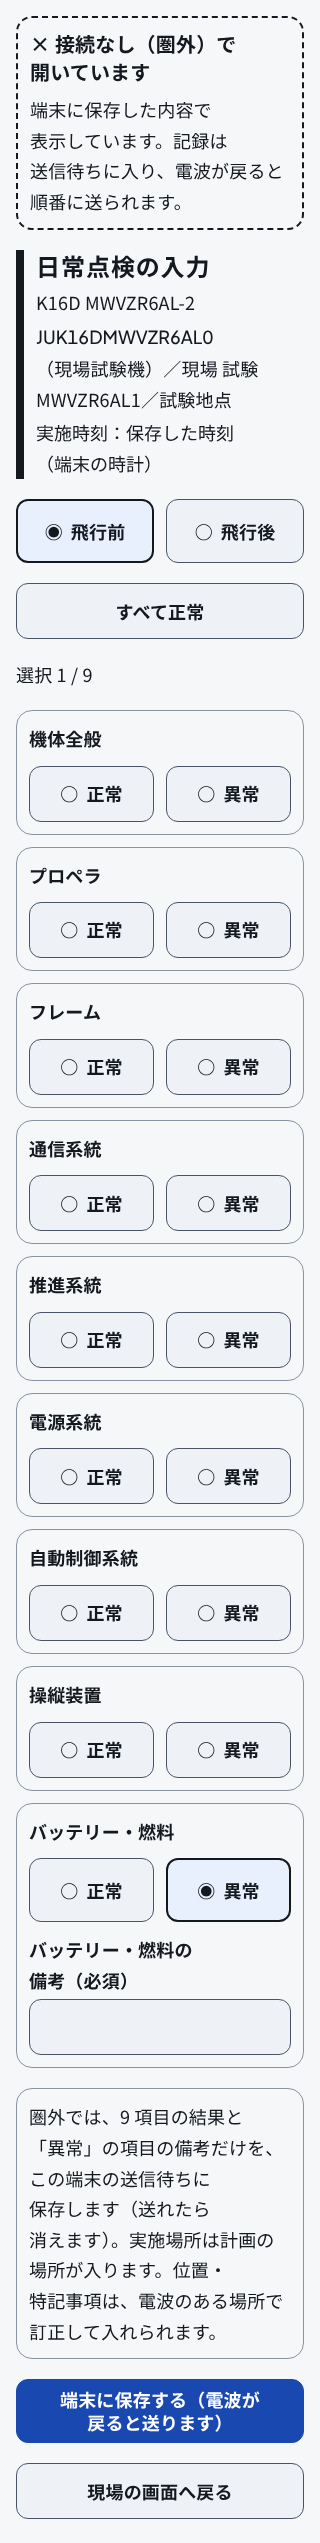 × 接続なし（圏外）で
開いています
端末に保存した内容で
表示しています。記録は
送信待ちに入り、電波が戻ると
順番に送られます。
日常点検の入力
K16D MWVZR6AL-2
JUK16DMWVZR6AL0
（現場試験機）／現場 試験
MWVZR6AL1／試験地点
実施時刻：保存した時刻
（端末の時計）
◉ 飛行前 ○ 飛行後
すべて正常
選択 1 / 9
機体全般
○ 正常 ○ 異常
プロペラ
○ 正常 ○ 異常
フレーム
○ 正常 ○ 異常
通信系統
○ 正常 ○ 異常
推進系統
○ 正常 ○ 異常
電源系統
○ 正常 ○ 異常
自動制御系統
○ 正常 ○ 異常
操縦装置
○ 正常 ○ 異常
バッテリー・燃料
○ 正常 ◉ 異常
バッテリー・燃料の
備考（必須）
圏外では、9 項目の結果と
「異常」の項目の備考だけを、
この端末の送信待ちに
保存します（送れたら
消えます）。実施場所は計画の
場所が入ります。位置・
特記事項は、電波のある場所で
訂正して入れられます。
端末に保存する（電波が
戻ると送ります）
現場の画面へ戻る